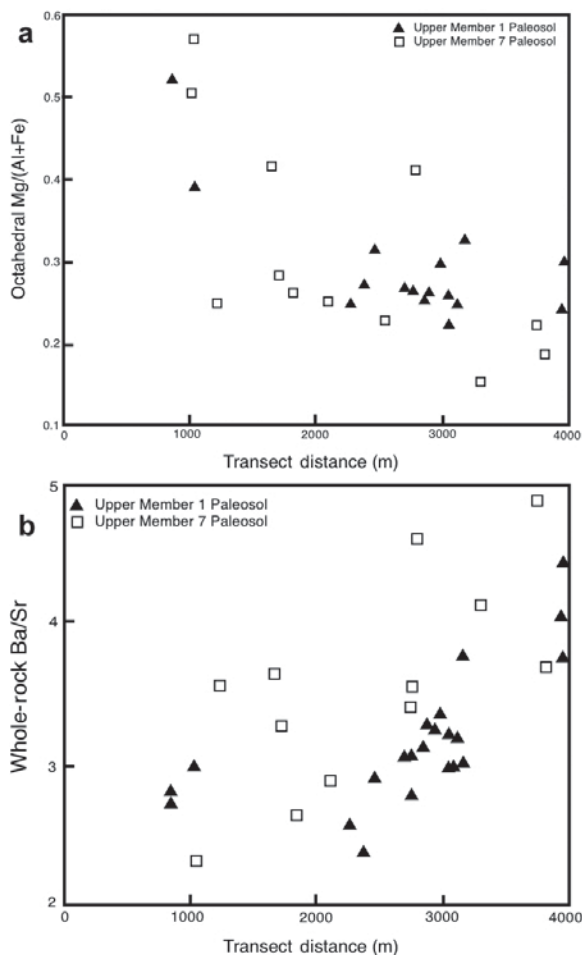 a
0.6
▲ Upper Member 1 Paleosol
□ Upper Member 7 Paleosol
0.5
0.4
0.3
0.2
0.1
Octahedral Mg/(Al+Fe)
0 1000 2000 3000 4000
Transect distance (m)
b
5
▲ Upper Member 1 Paleosol
□ Upper Member 7 Paleosol
4
3
2
Whole-rock Ba/Sr
0 1000 2000 3000 4000
Transect distance (m)